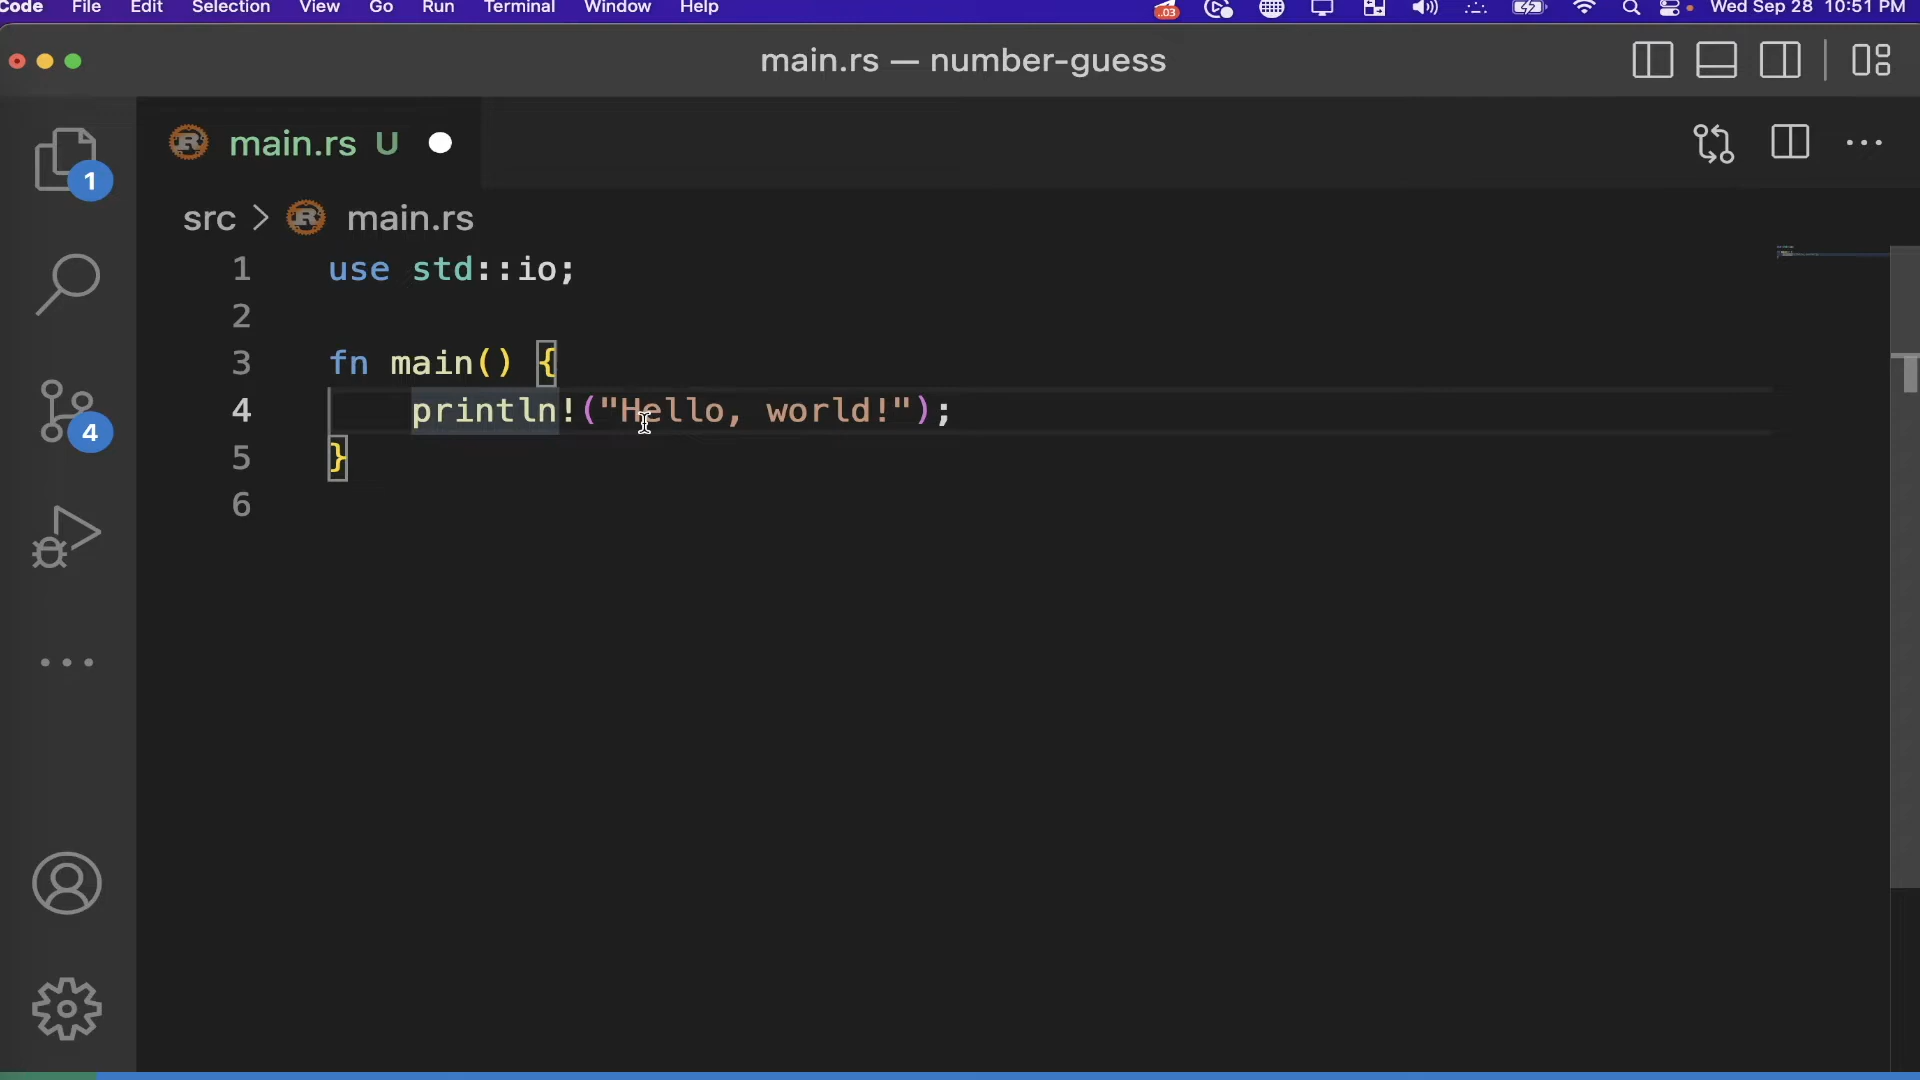 Code File Edit Selection View Go Run Terminal Window Help .03 Wed Sep 28 10:51 PM
main.rs — number-guess
main.rs U
src > main.rs
1 use std::io;
2
3 fn main() {
4 println!("Hello, world!");
5 }
6
1
4